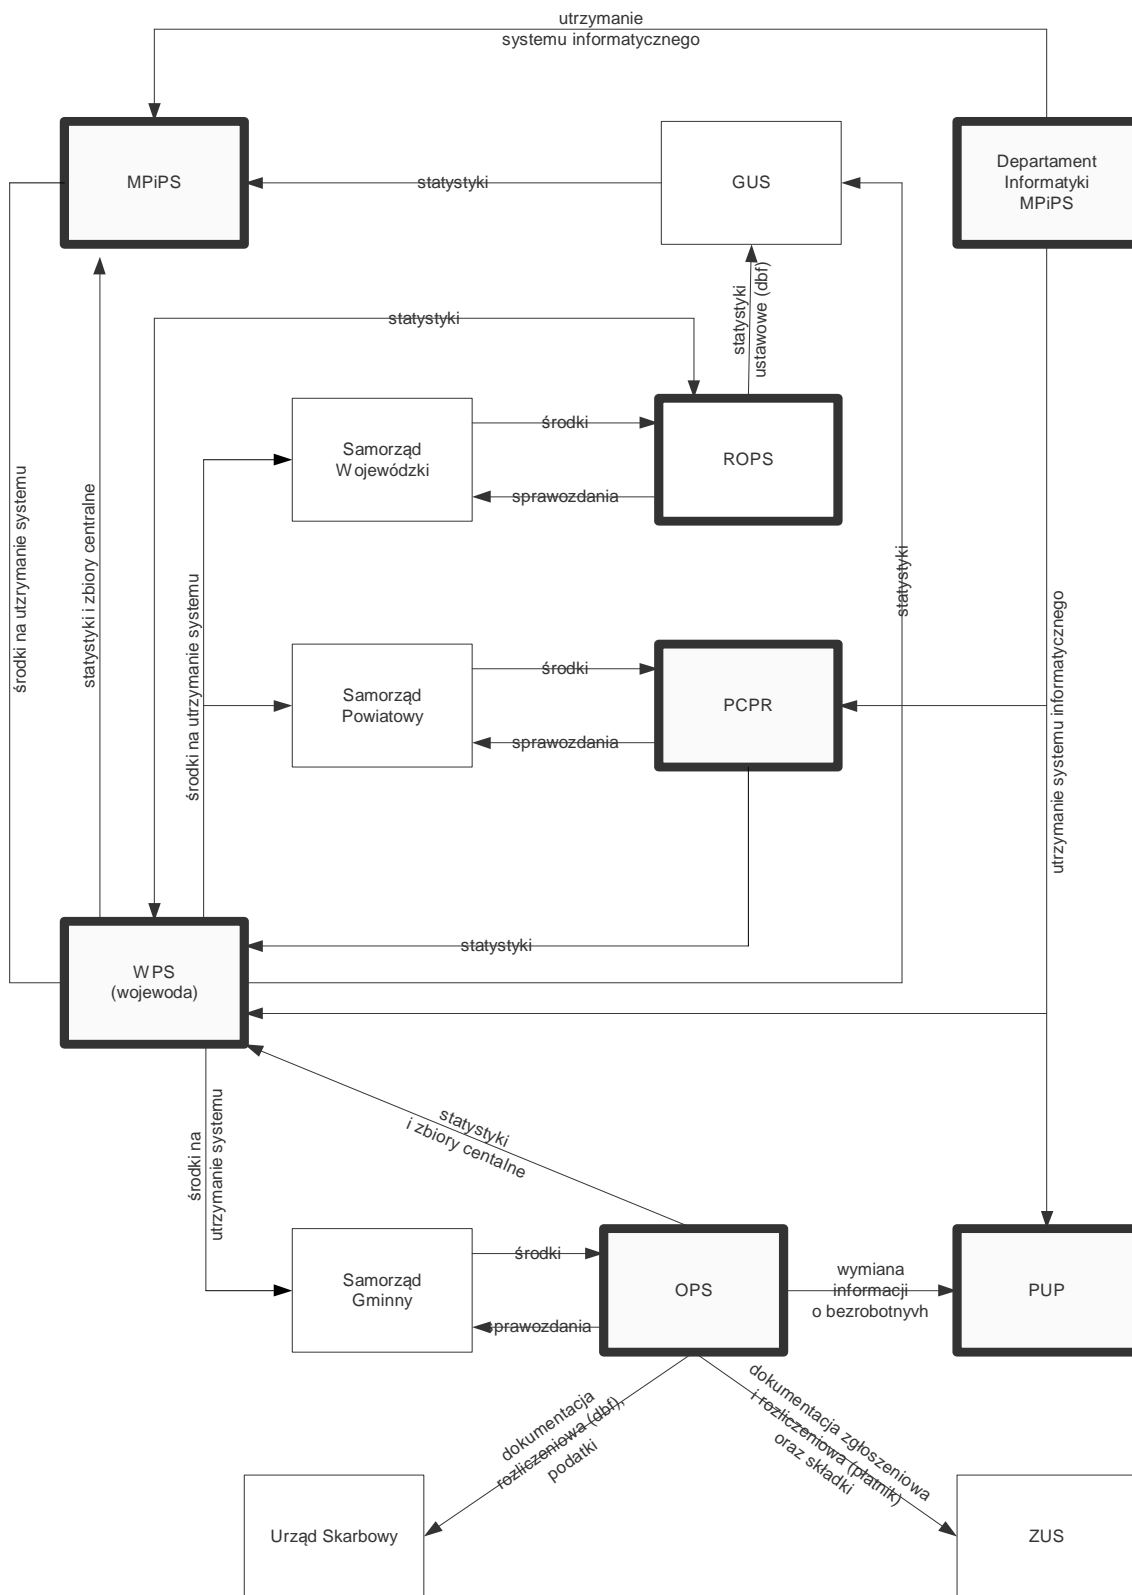 utrzymanie
systemu informatycznego
MPiPS
statystyki
GUS
Departament
Informatyki
MPiPS
statystyki
ustawowe (dbf)
statystyki
Samorząd
Wojewódzki
środki
sprawozdania
ROPS
środki na utzrymanie systemu
statystyki i zbiory centralne
środki na utrzymanie systemu
statystyki
utrzymanie systemu informatycznego
Samorząd
Powiatowy
środki
sprawozdania
PCPR
statystyki
WPS
(wojewoda)
środki na
utrzymanie systemu
statystyki
i zbiory centalne
Samorząd
Gminny
środki
sprawozdania
OPS
wymiana
informacji
o bezrobotnyvh
PUP
dokumentacja
rozliczeniowa (dbf),
podatki
dokumentacja zgłoszeniowa
i rozliczeniowa (płatnik)
oraz składki
Urząd Skarbowy
ZUS